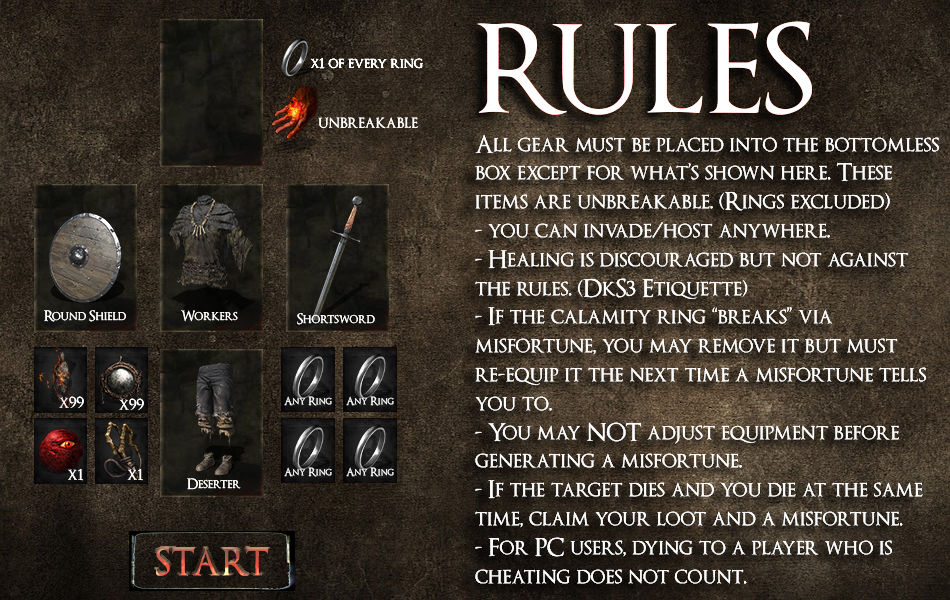 x1 of every ring
unbreakable
Round Shield
Workers
Shortsword
x99
x99
x1
x1
Deserter
Any Ring
Any Ring
Any Ring
Any Ring
START
RULES
All gear must be placed into the bottomless
box except for what's shown here. These
items are unbreakable. (Rings excluded)
- you can invade/host anywhere.
- Healing is discouraged but not against
the rules. (DkS3 Etiquette)
- If the calamity ring "breaks" via
misfortune, you may remove it but must
re-equip it the next time a misfortune tells
you to.
- You may NOT adjust equipment before
generating a misfortune.
- If the target dies and you die at the same
time, claim your loot and a misfortune.
- For PC users, dying to a player who is
cheating does not count.